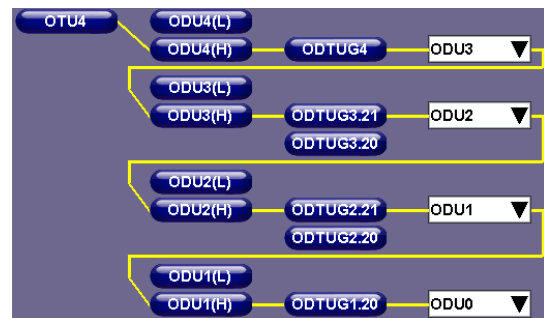 OTU4 ODU4(L)
ODU4(H) ODTUG4 ODU3
ODU3(L)
ODU3(H) ODTUG3.21 ODU2
ODTUG3.20
ODU2(L)
ODU2(H) ODTUG2.21 ODU1
ODTUG2.20
ODU1(L)
ODU1(H) ODTUG1.20 ODU0